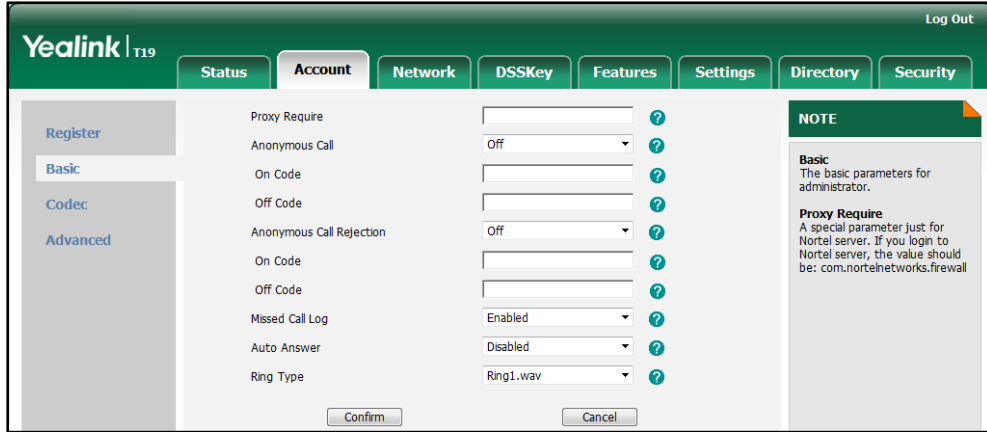 Log Out
Yealink | T19
Status Account Network DSSKey Features Settings Directory Security
Register
Basic
Codec
Advanced
Proxy Require ?
Anonymous Call Off ?
On Code ?
Off Code ?
Anonymous Call Rejection Off ?
On Code ?
Off Code ?
Missed Call Log Enabled ?
Auto Answer Disabled ?
Ring Type Ring1.wav ?
Confirm Cancel
NOTE
Basic
The basic parameters for
administrator.
Proxy Require
A special parameter just for
Nortel server. If you login to
Nortel server, the value should
be: com.nortelnetworks.firewall